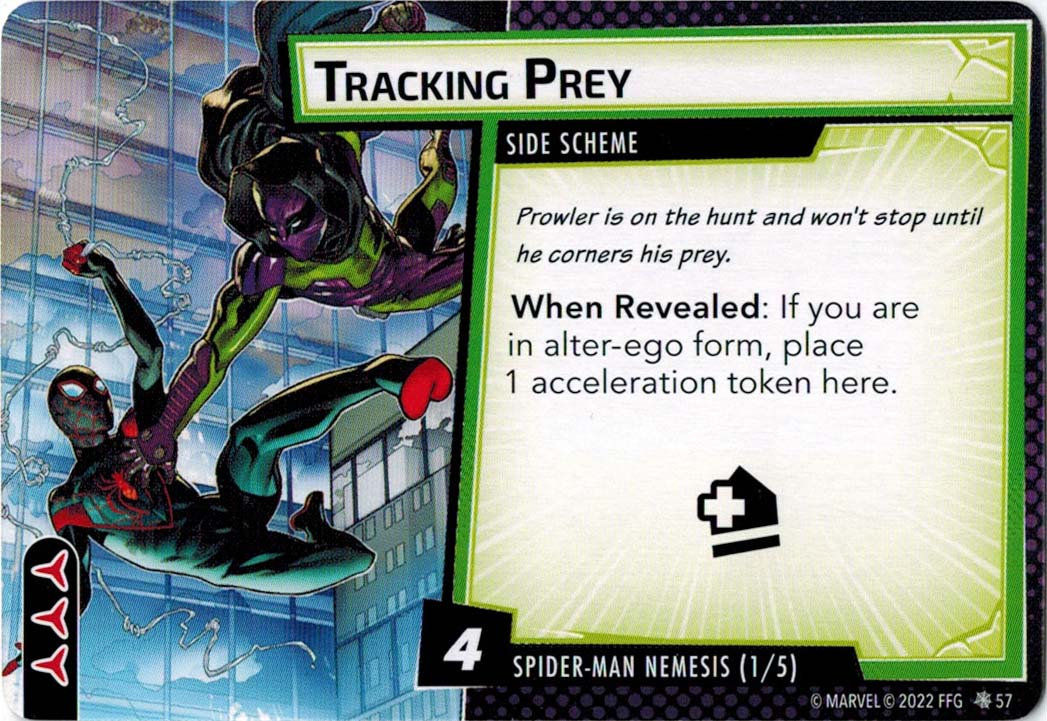 TRACKING PREY
SIDE SCHEME
Prowler is on the hunt and won't stop until
he corners his prey.
When Revealed: If you are
in alter-ego form, place
1 acceleration token here.
4
SPIDER-MAN NEMESIS (1/5)
© MARVEL © 2022 FFG 57